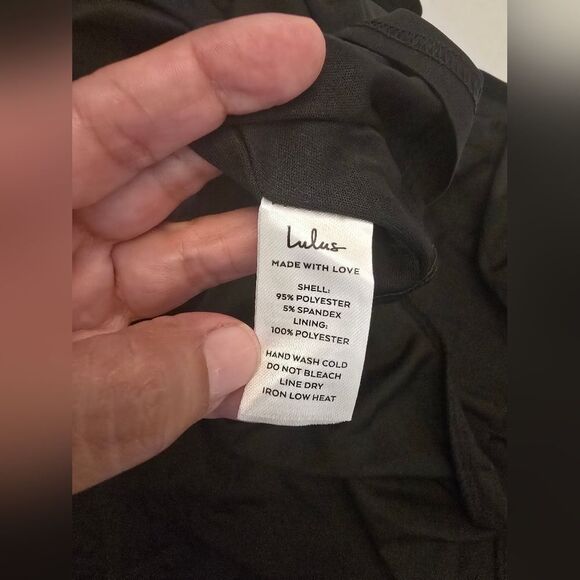 Lulus
MADE WITH LOVE
SHELL:
95% POLYESTER
5% SPANDEX
LINING:
100% POLYESTER
HAND WASH COLD
DO NOT BLEACH
LINE DRY
IRON LOW HEAT